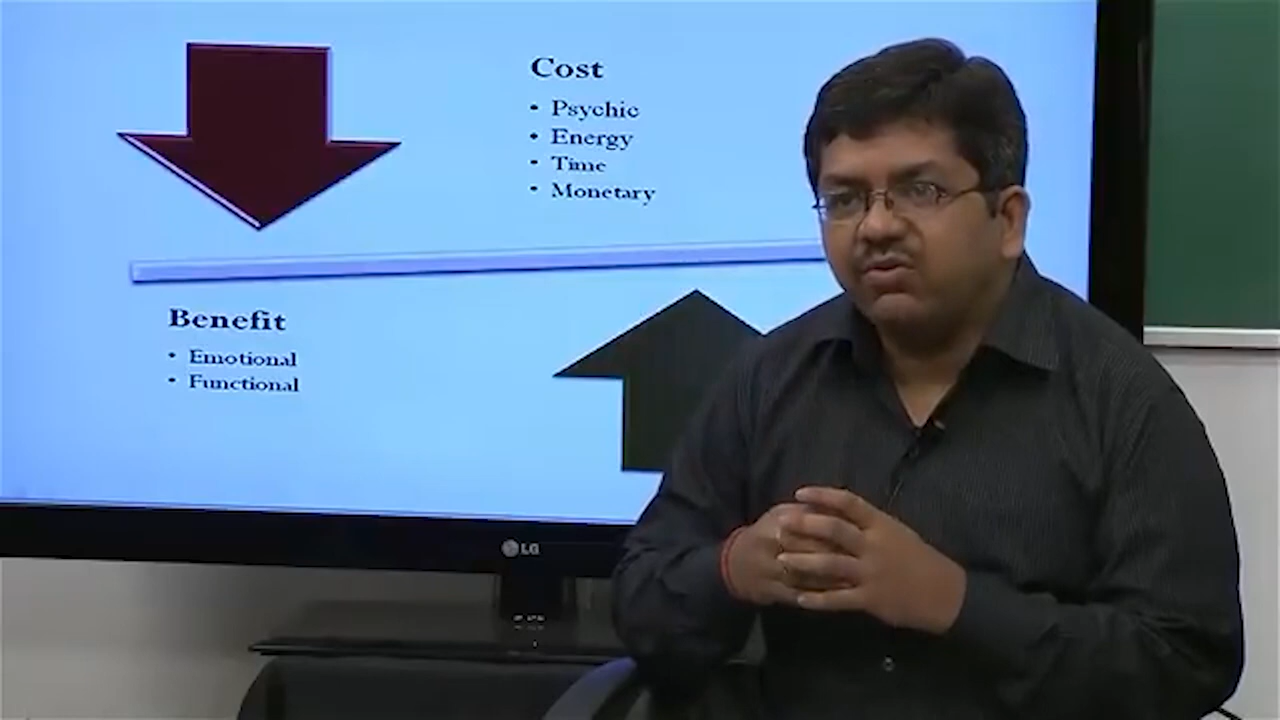 Cost
• Psychic
• Energy
• Time
• Monetary
Benefit
• Emotional
• Functional
LG